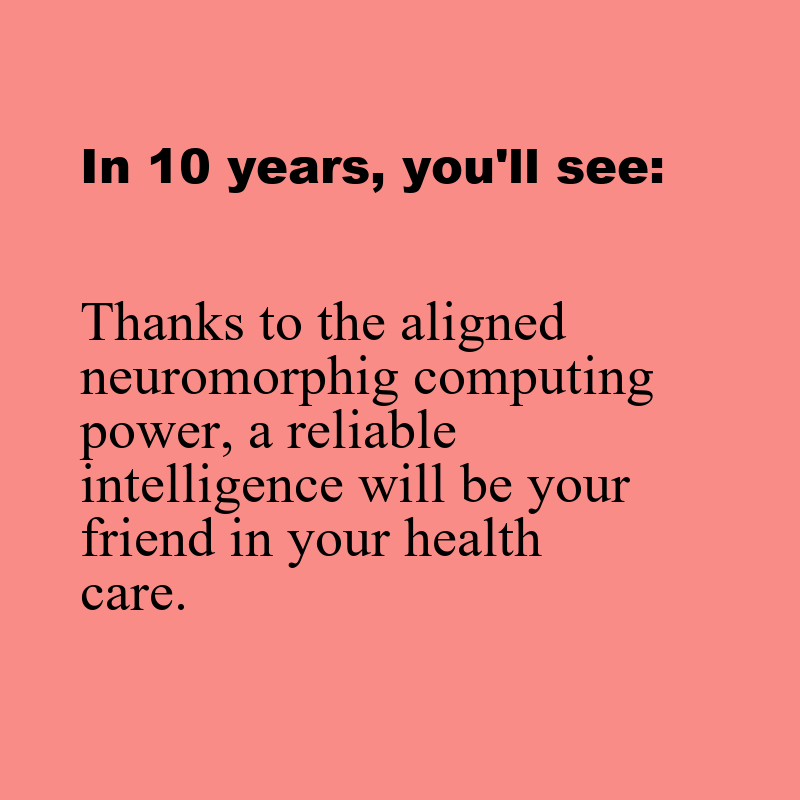 In 10 years, you'll see:
Thanks to the aligned
neuromorphig computing
power, a reliable
intelligence will be your
friend in your health
care.